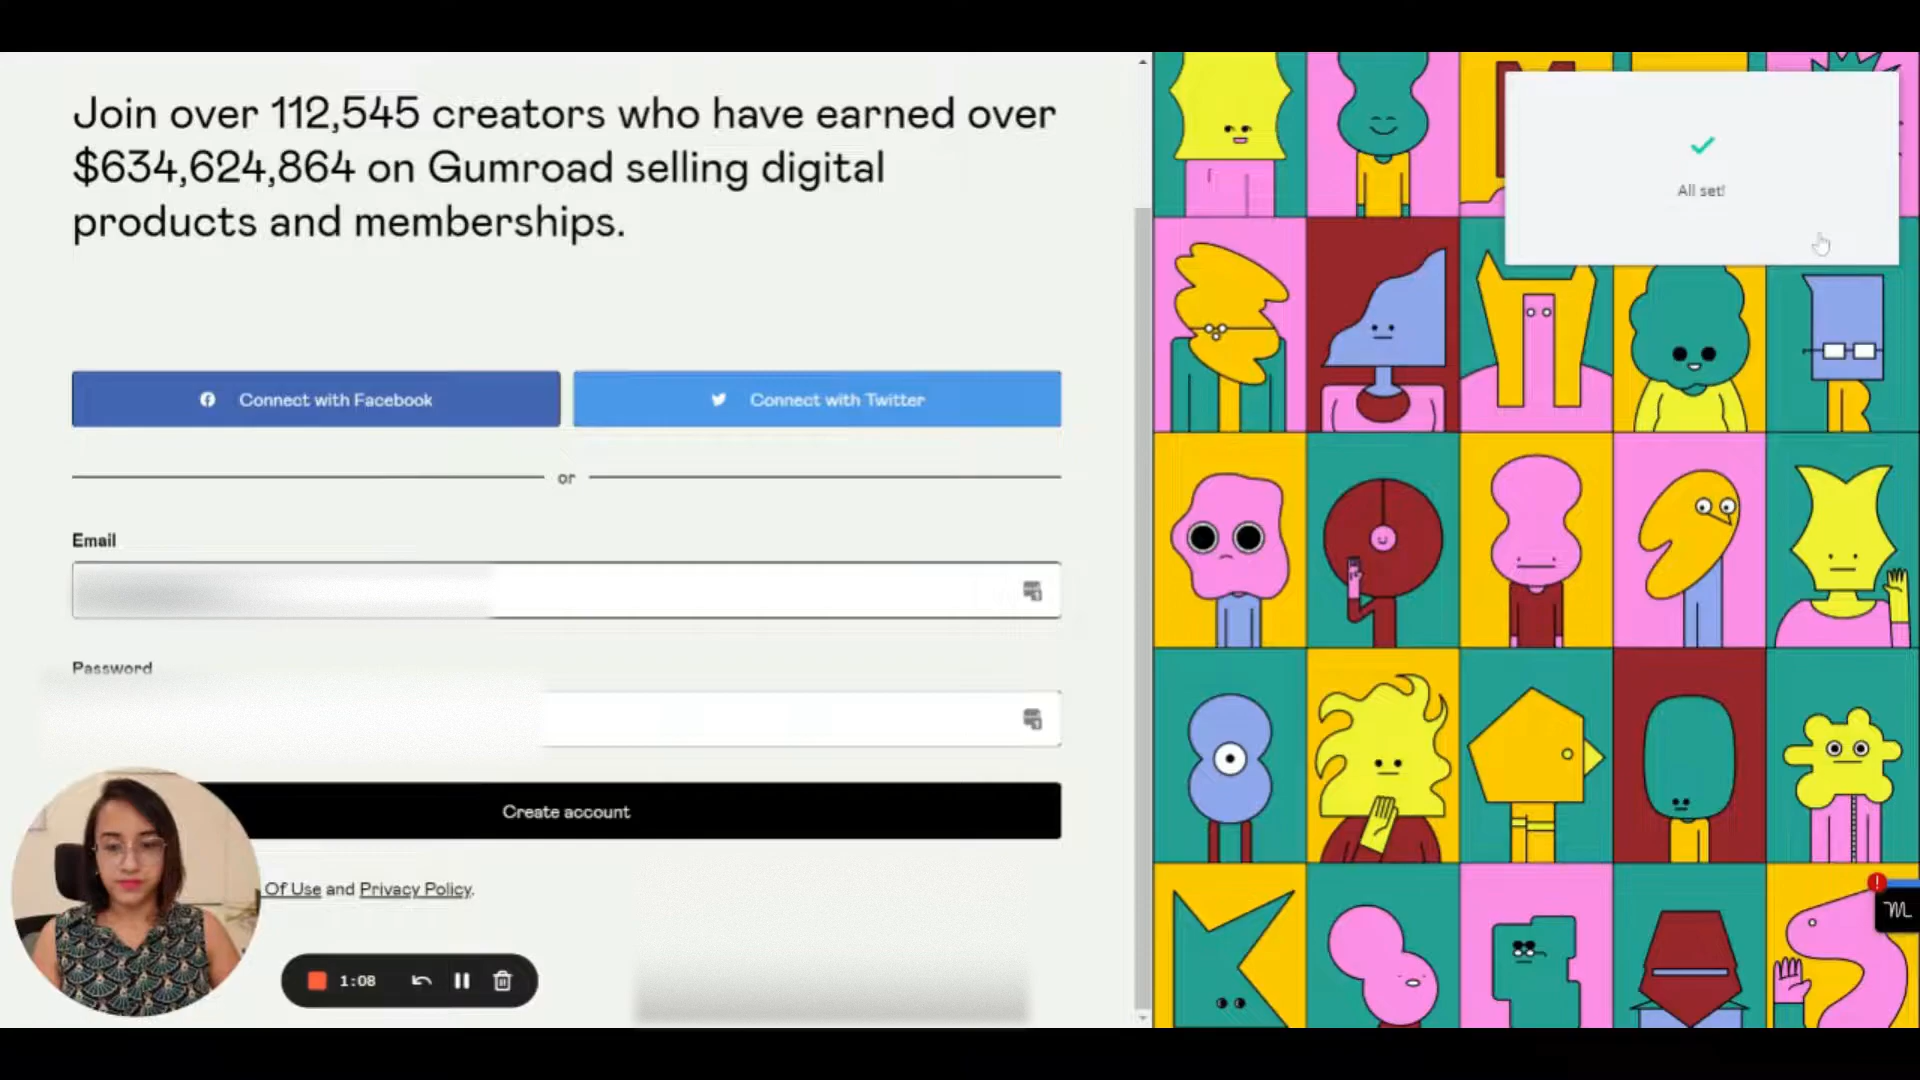 Join over 112,545 creators who have earned over
$634,624,864 on Gumroad selling digital
products and memberships.
All set!
Connect with Facebook
Connect with Twitter
or
Email
Password
Create account
Of Use and Privacy Policy.
1:08